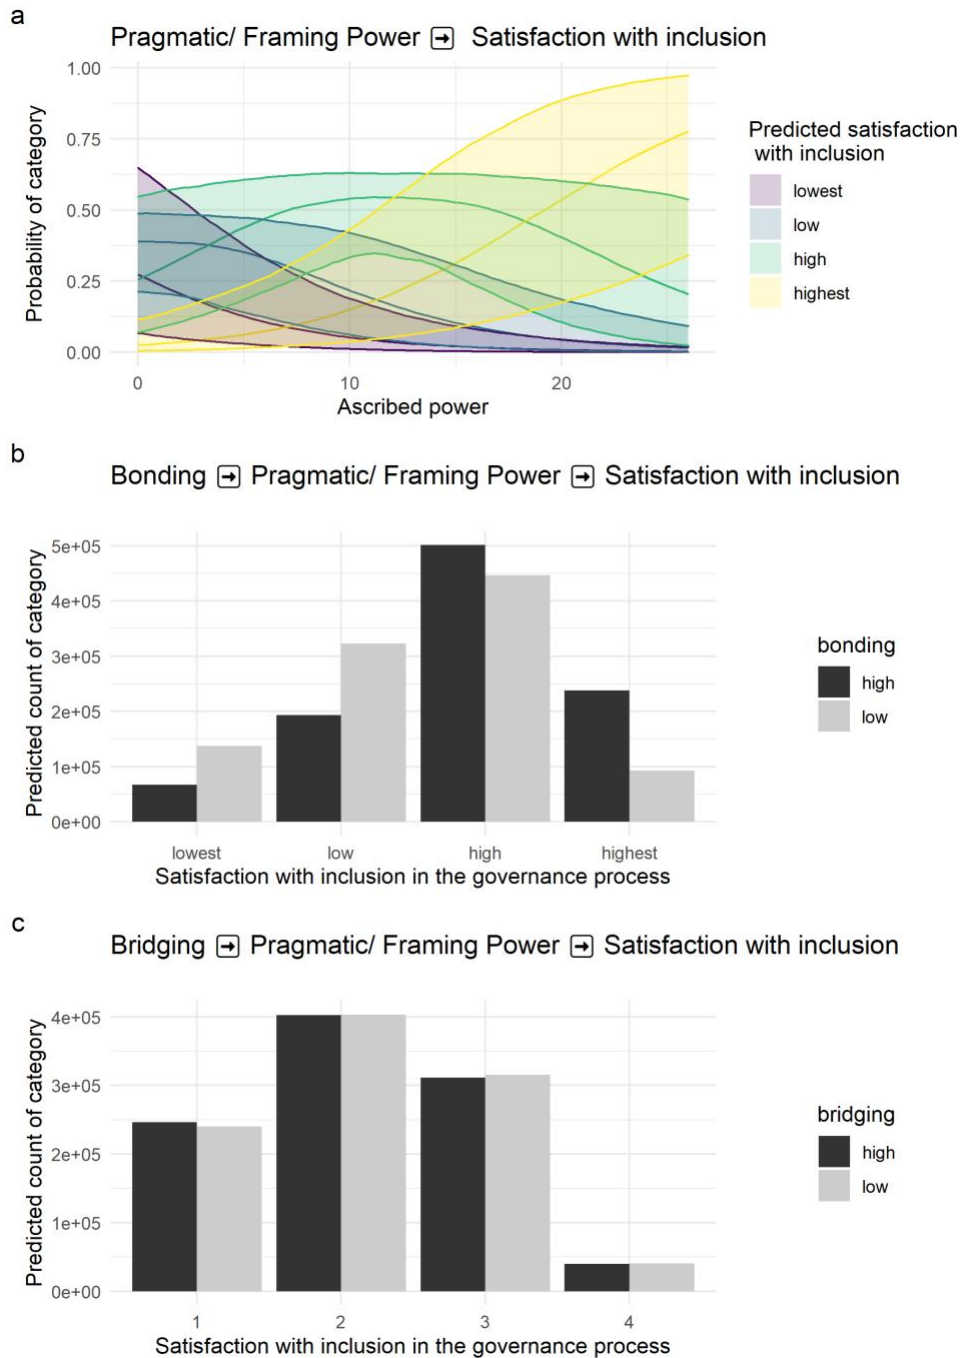 a
Pragmatic/ Framing Power → Satisfaction with inclusion
1.00
0.75
0.50
0.25
0.00
Probability of category
0
10
20
Ascribed power
Predicted satisfaction
with inclusion
lowest
low
high
highest
b
Bonding → Pragmatic/ Framing Power → Satisfaction with inclusion
5e+05
4e+05
3e+05
2e+05
1e+05
0e+00
Predicted count of category
lowest
low
high
highest
Satisfaction with inclusion in the governance process
bonding
high
low
c
Bridging → Pragmatic/ Framing Power → Satisfaction with inclusion
4e+05
3e+05
2e+05
1e+05
0e+00
Predicted count of category
1
2
3
4
Satisfaction with inclusion in the governance process
bridging
high
low